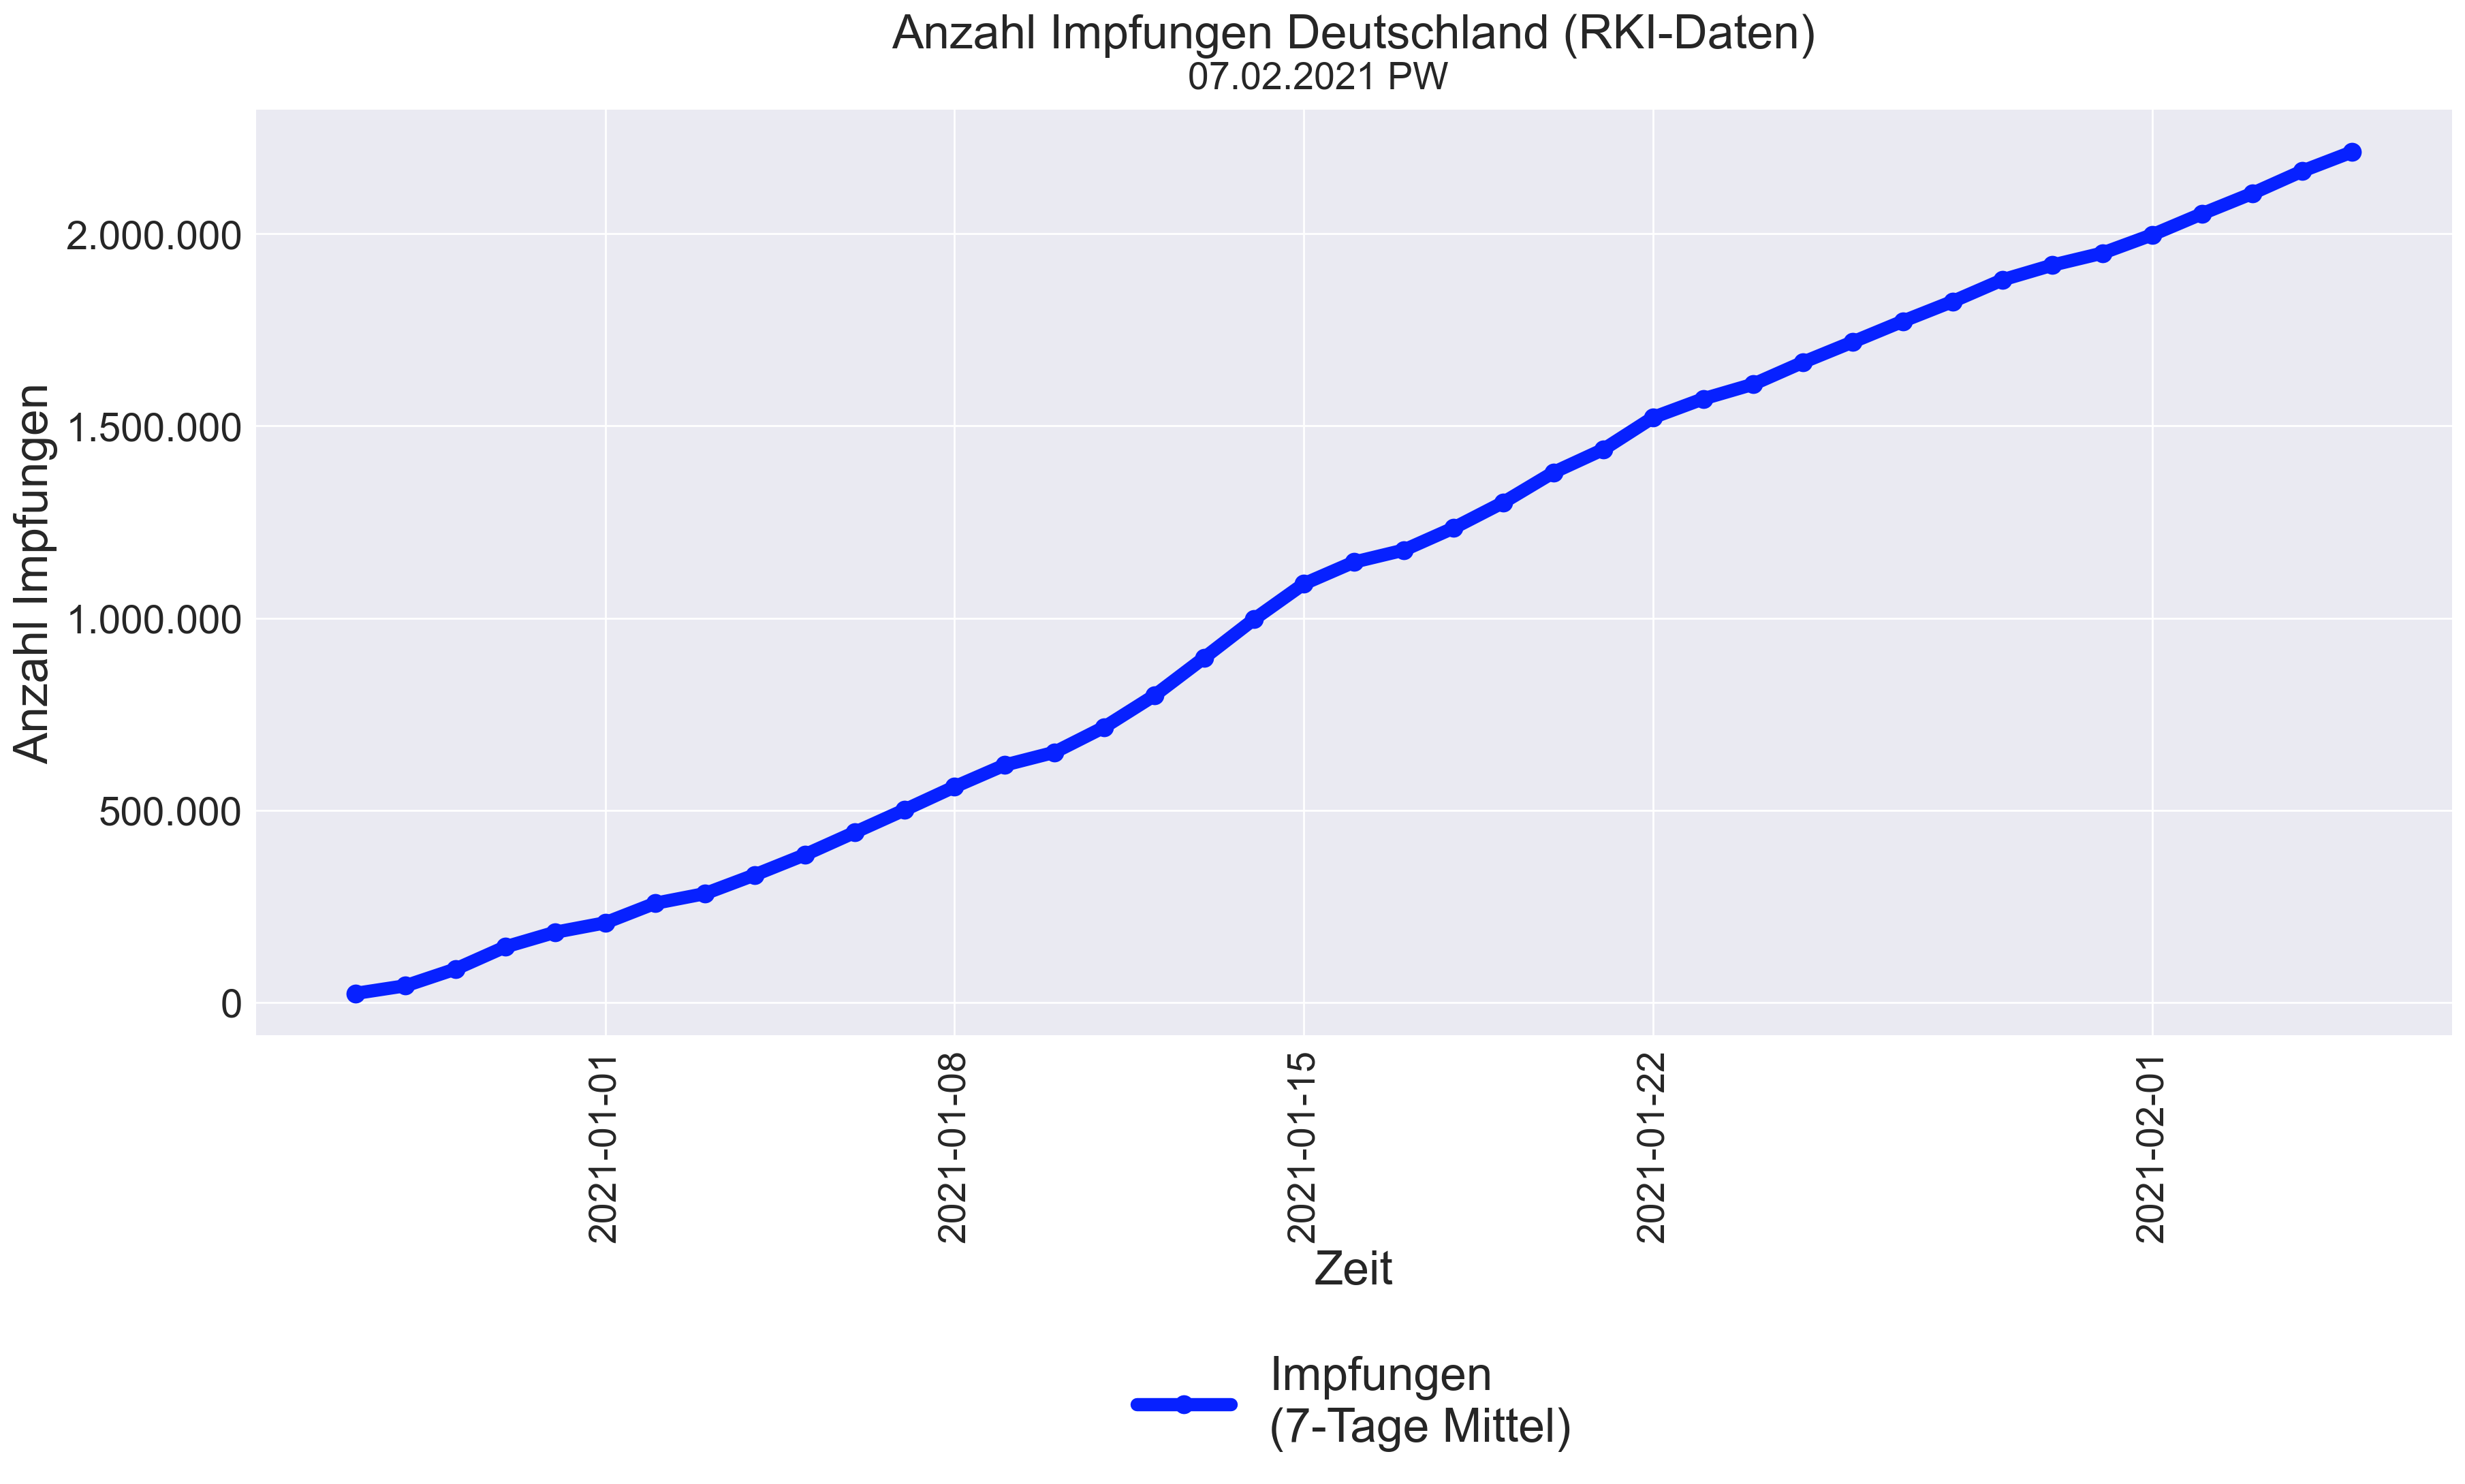 Anzahl Impfungen Deutschland (RKI-Daten)
07.02.2021 PW
Anzahl Impfungen
2.000.000
1.500.000
1.000.000
500.000
0
2021-01-01
2021-01-08
2021-01-15
2021-01-22
2021-02-01
Zeit
Impfungen
(7-Tage Mittel)